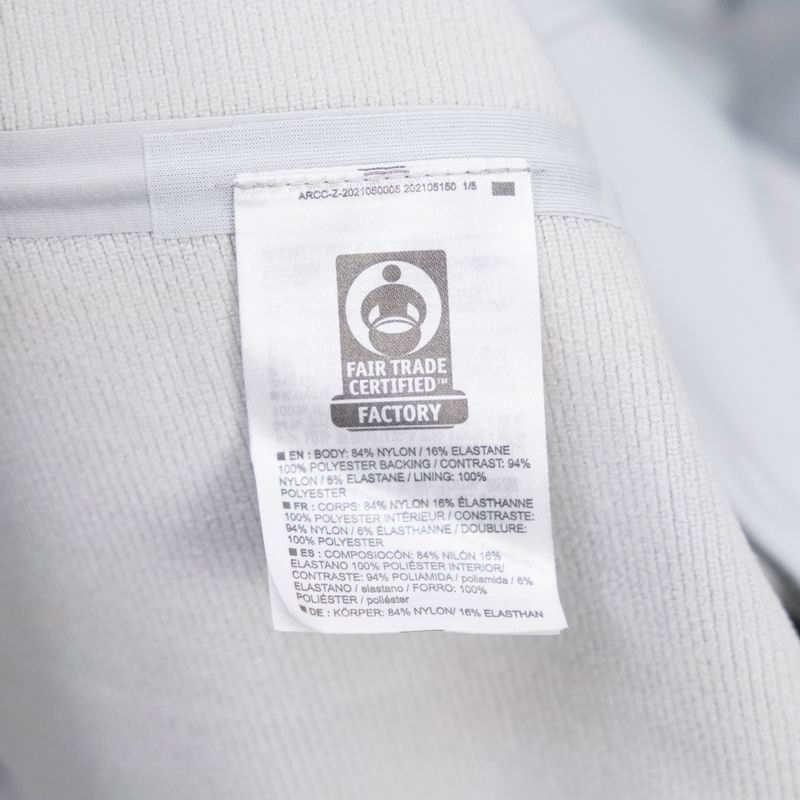 ARCC-Z-2021050005 202105150 1/5
FAIR TRADE
CERTIFIED™
FACTORY
EN : BODY: 84% NYLON / 16% ELASTANE
100% POLYESTER BACKING / CONTRAST: 94%
NYLON / 6% ELASTANE / LINING: 100%
POLYESTER
FR : CORPS: 84% NYLON 16% ÉLASTHANNE
100% POLYESTER INTÉRIEUR / CONSTRASTE:
94% NYLON / 6% ÉLASTHANNE / DOUBLURE:
100% POLYESTER
ES : COMPOSIOCÓN: 84% NILÓN 16%
ELASTANO 100% POLIÉSTER INTERIOR/
CONTRASTE: 94% POLIAMIDA / poliamida / 6%
ELASTANO / elastano / FORRO: 100%
POLIÉSTER / poliéster
DE : KÖRPER: 84% NYLON/ 16% ELASTHAN